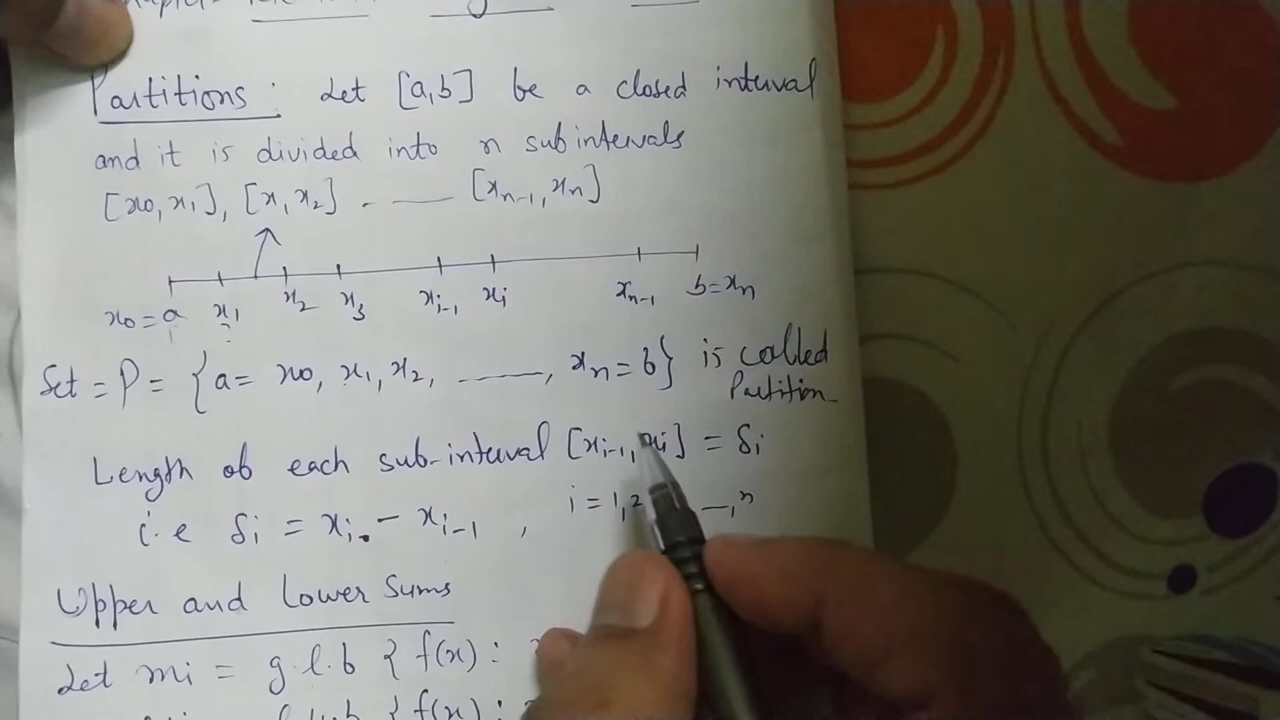 Partitions: Let [a,b] be a closed interval
and it is divided into n subintervals
[x0, x1], [x1, x2] - —— [xn-1, xn]
x0 = a x1 x2 x3 xi-1 xi xn-1 b = xn
Set = P = {a = x0, x1, x2, ——, xn = b} is called
Partition
Length of each sub-interval [xi-1, xi] = δi
i.e δi = xi - xi-1 , i = 1, 2 —, n
Upper and Lower Sums
Let mi = g.l.b { f(x) :
{ f(x) :